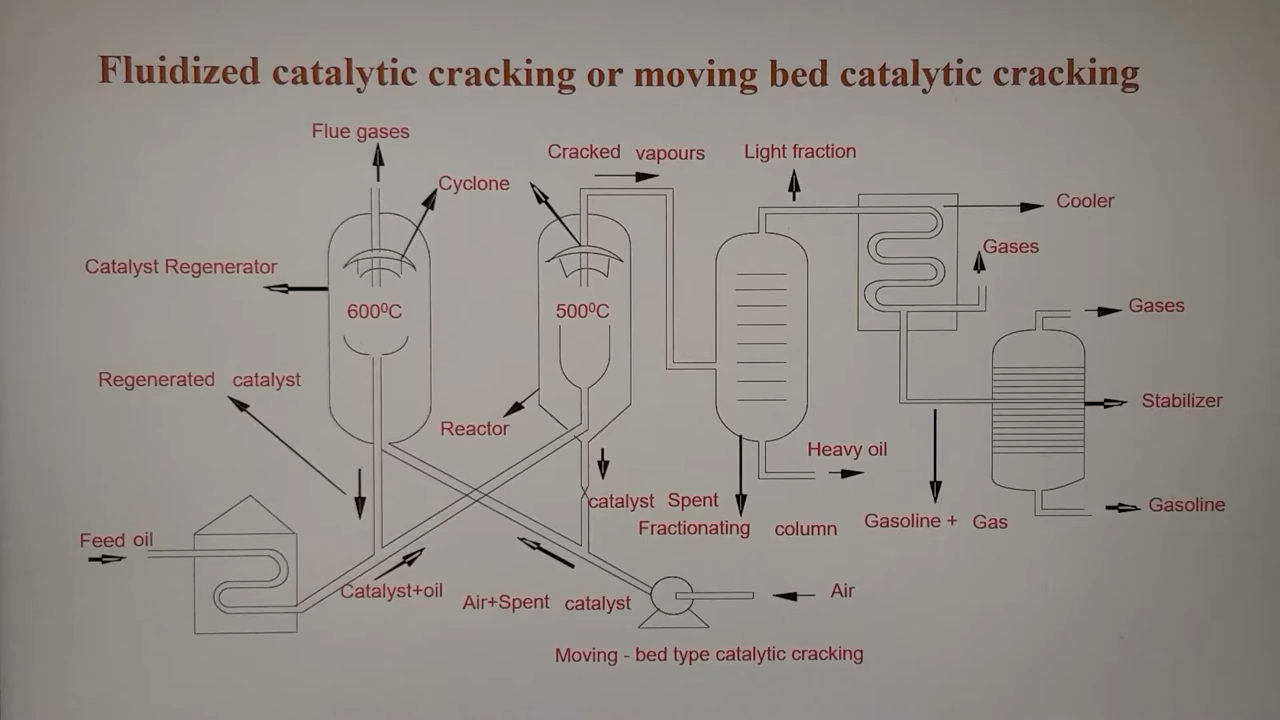 Fluidized catalytic cracking or moving bed catalytic cracking
Flue gases
Cracked vapours
Light fraction
Cyclone
Cooler
Gases
Catalyst Regenerator
600⁰C
500⁰C
Gases
Regenerated catalyst
Stabilizer
Reactor
Heavy oil
catalyst Spent
Fractionating column
Gasoline + Gas
Gasoline
Feed oil
Catalyst+oil
Air+Spent catalyst
Air
Moving - bed type catalytic cracking